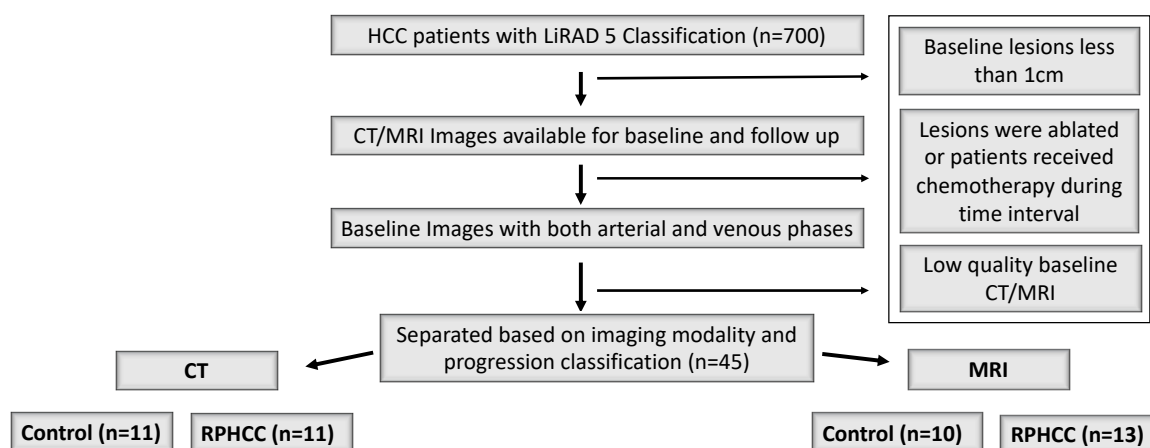 HCC patients with LiRAD 5 Classification (n=700)
Baseline lesions less
than 1cm
CT/MRI Images available for baseline and follow up
Lesions were ablated
or patients received
chemotherapy during
time interval
Baseline Images with both arterial and venous phases
Low quality baseline
CT/MRI
Separated based on imaging modality and
progression classification (n=45)
CT
MRI
Control (n=11)
RPHCC (n=11)
Control (n=10)
RPHCC (n=13)